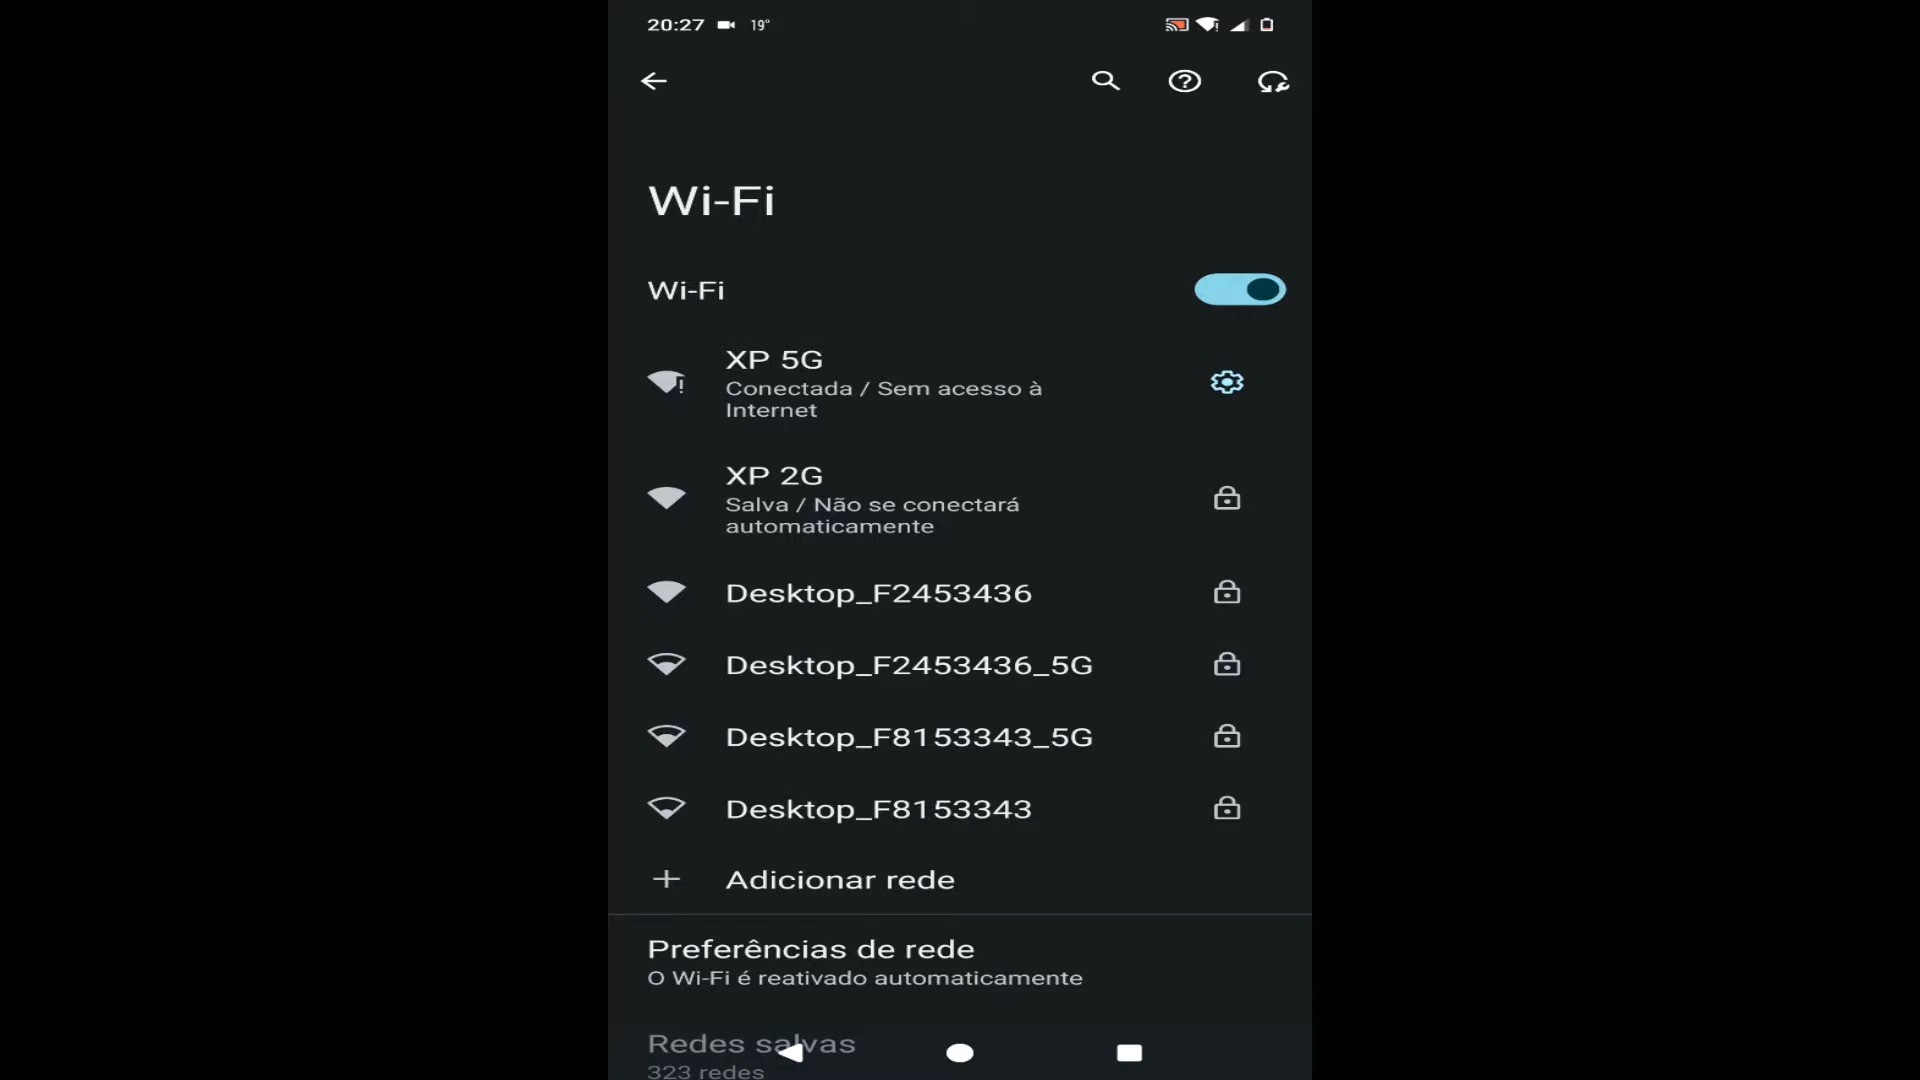 20:27 19°
Wi-Fi
Wi-Fi
XP 5G
Conectada / Sem acesso à
Internet
XP 2G
Salva / Não se conectará
automaticamente
Desktop_F2453436
Desktop_F2453436_5G
Desktop_F8153343_5G
Desktop_F8153343
Adicionar rede
Preferências de rede
O Wi-Fi é reativado automaticamente
Redes salvas
323 redes